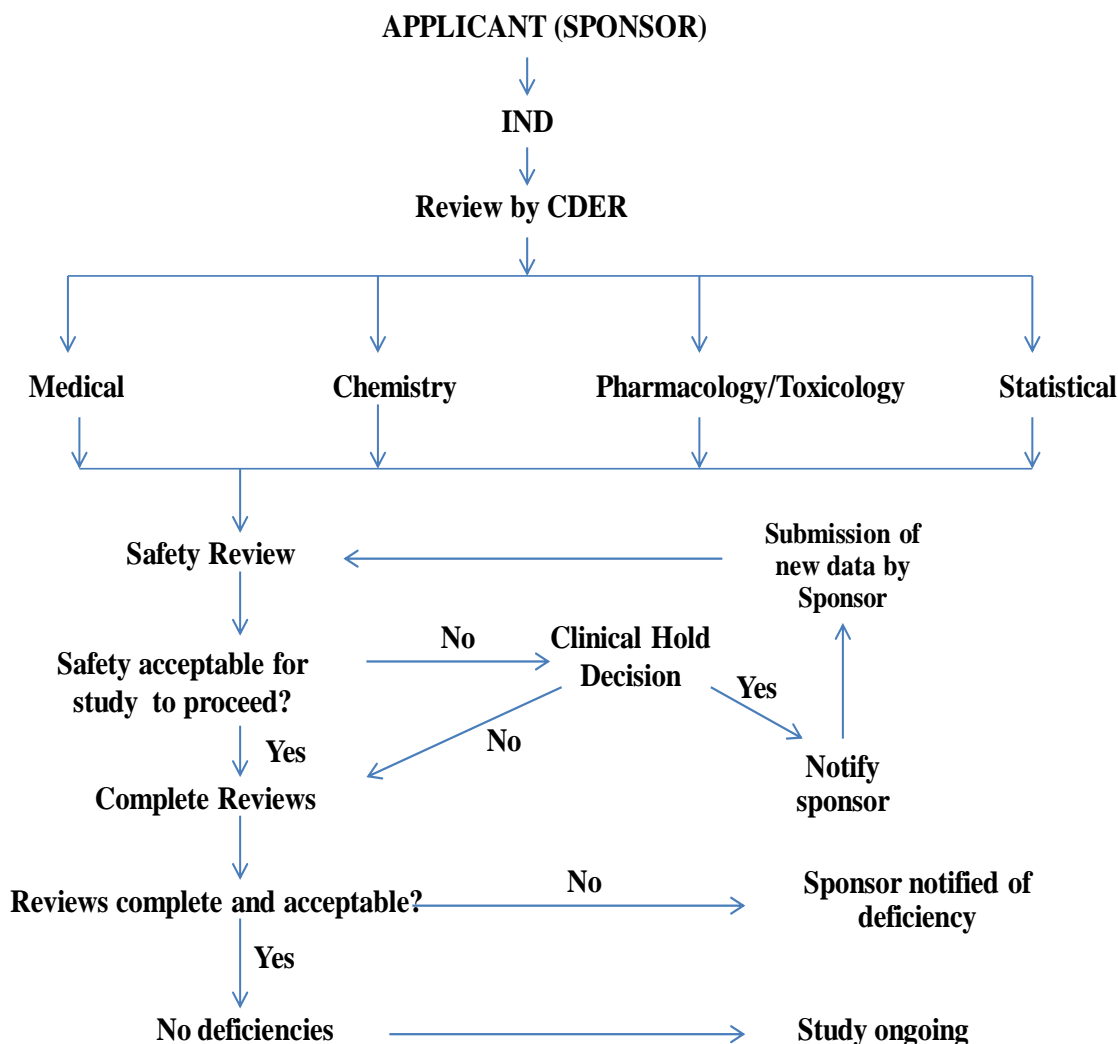 APPLICANT (SPONSOR)
IND
Review by CDER
Medical
Chemistry
Pharmacology/Toxicology
Statistical
Safety Review
Submission of
new data by
Sponsor
Safety acceptable for
study to proceed?
No
Clinical Hold
Decision
Yes
No
Yes
Notify
sponsor
Complete Reviews
Reviews complete and acceptable?
No
Sponsor notified of
deficiency
Yes
No deficiencies
Study ongoing